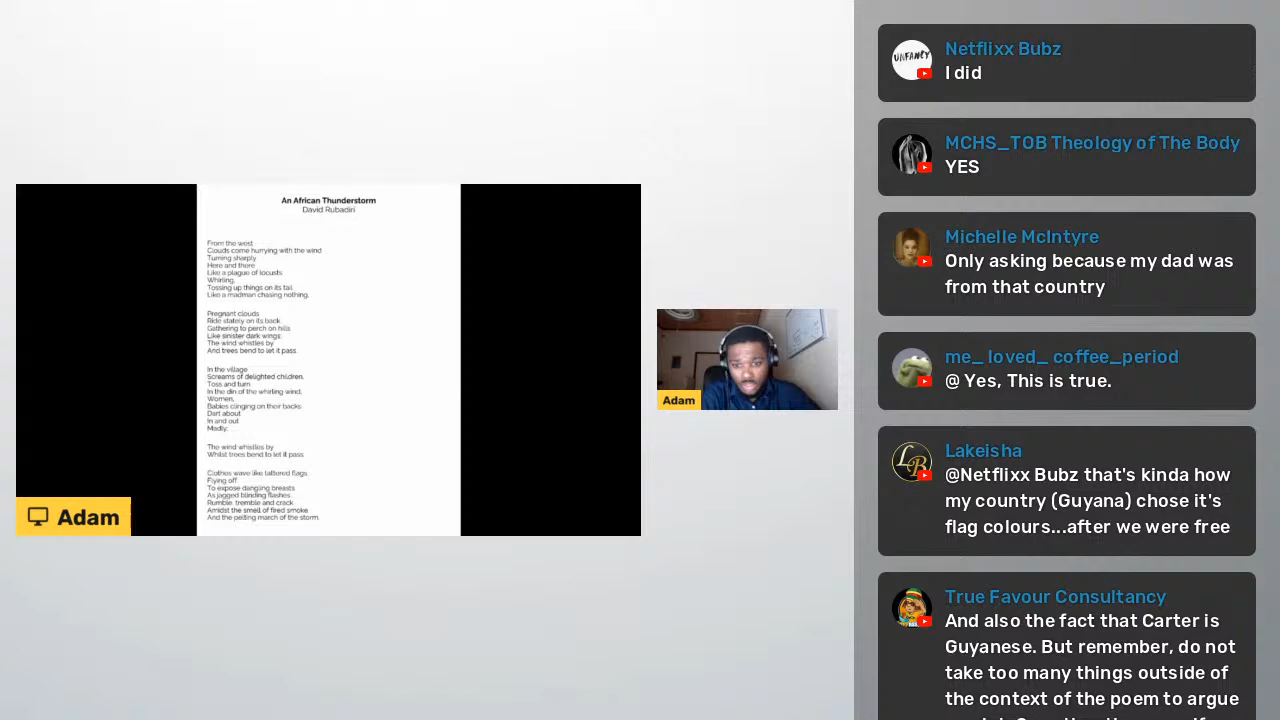 An African Thunderstorm
David Rubadiri
From the west
Clouds come hurrying with the wind
Turning sharply
Here and there
Like a plague of locusts
Whirling,
Tossing up things on its tail
Like a madman chasing nothing.
Pregnant clouds
Ride stately on its back,
Gathering to perch on hills
Like sinister dark wings;
The wind whistles by
And trees bend to let it pass.
In the village
Screams of delighted children,
Toss and turn
In the din of the whirling wind,
Women,
Babies clinging on their backs
Dart about
In and out
Madly;
The wind whistles by
Whilst trees bend to let it pass.
Clothes wave like tattered flags
Flying off
To expose dangling breasts
As jagged blinding flashes
Rumble, tremble and crack
Amidst the smell of fired smoke
And the pelting march of the storm.
Adam
Adam
Netflixx Bubz
I did
MCHS_TOB Theology of The Body
YES
Michelle McIntyre
Only asking because my dad was
from that country
me_ loved_ coffee_period
@ Yes, This is torr.
Lakeisha
@Netflixx Bubz it it's kinda how
my country (Guyana) chose it's
flag colours...after we were free
True Favour Consultancy
And also the fact that Carter is
Guyanese. But remember, do not
take too many things outside of
the context of the poem to argue
UNFANCY
LB